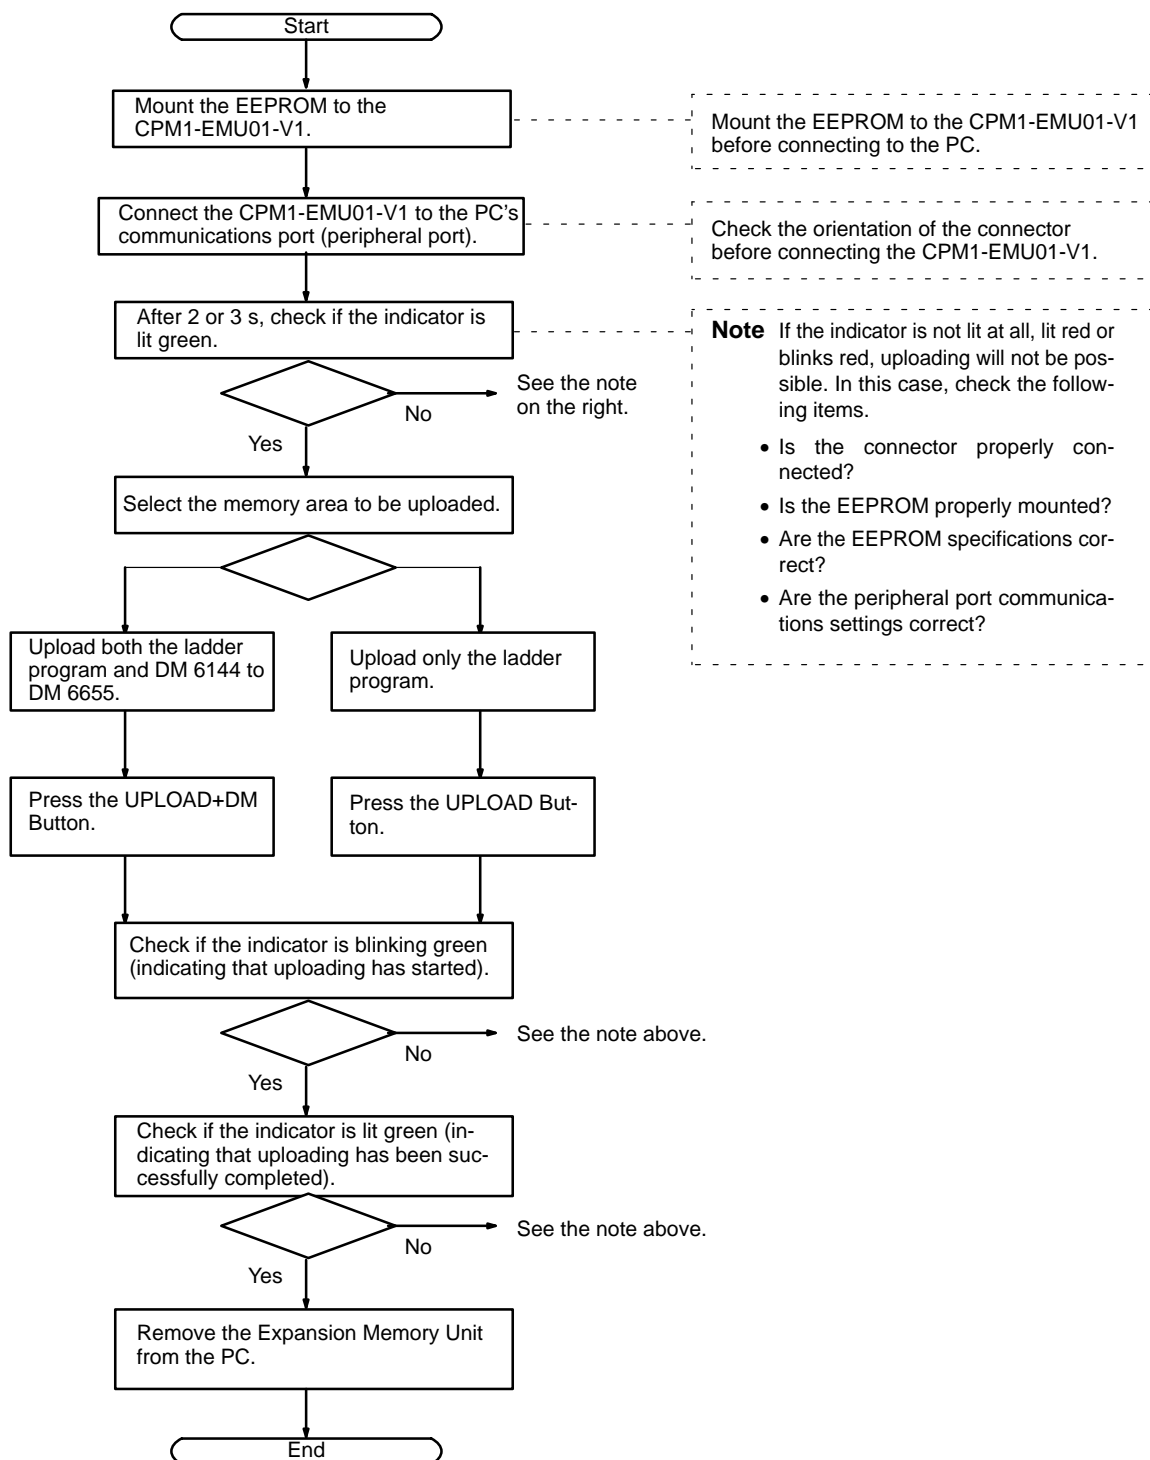 Start
Mount the EEPROM to the
CPM1-EMU01-V1.
Mount the EEPROM to the CPM1-EMU01-V1
before connecting to the PC.
Connect the CPM1-EMU01-V1 to the PC’s
communications port (peripheral port).
Check the orientation of the connector
before connecting the CPM1-EMU01-V1.
After 2 or 3 s, check if the indicator is
lit green.
Note If the indicator is not lit at all, lit red or
blinks red, uploading will not be pos-
sible. In this case, check the follow-
ing items.
• Is the connector properly con-
nected?
• Is the EEPROM properly mounted?
• Are the EEPROM specifications cor-
rect?
• Are the peripheral port communica-
tions settings correct?
No
See the note
on the right.
Yes
Select the memory area to be uploaded.
Upload both the ladder
program and DM 6144 to
DM 6655.
Upload only the ladder
program.
Press the UPLOAD+DM
Button.
Press the UPLOAD But-
ton.
Check if the indicator is blinking green
(indicating that uploading has started).
No
See the note above.
Yes
Check if the indicator is lit green (in-
dicating that uploading has been suc-
cessfully completed).
No
See the note above.
Yes
Remove the Expansion Memory Unit
from the PC.
End